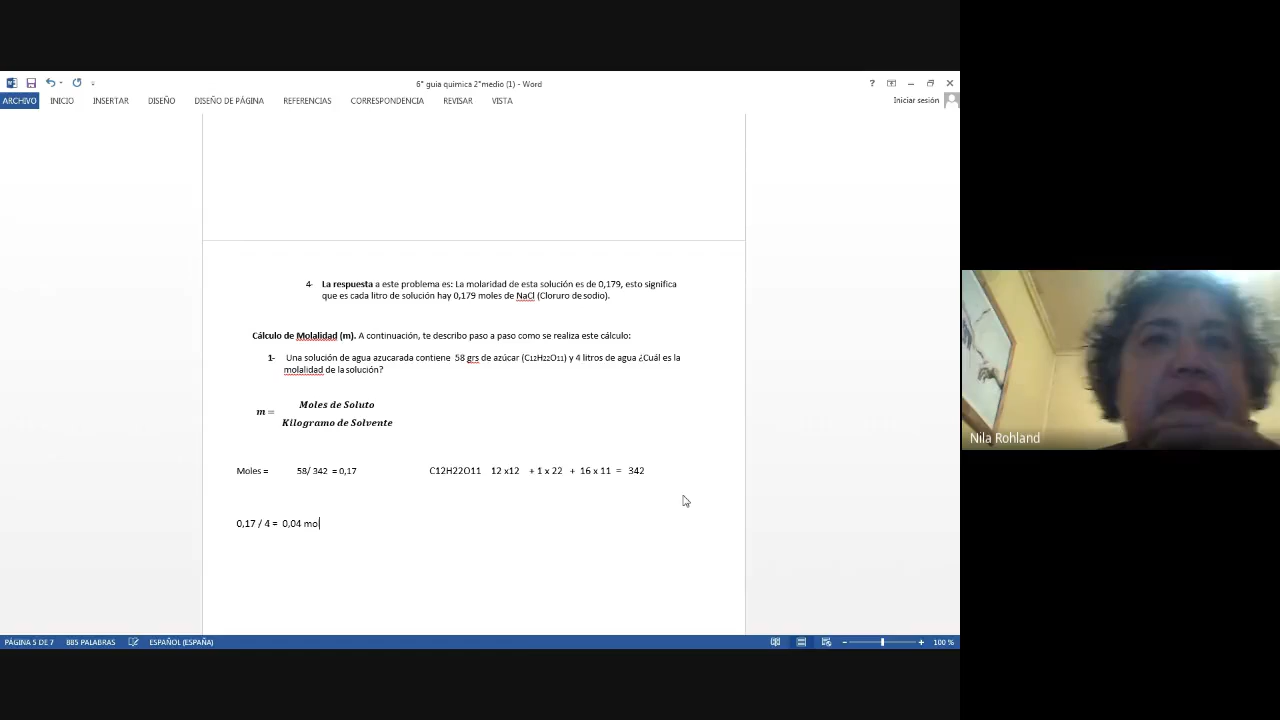 6° guia quimica 2°medio (1) - Word
ARCHIVO INICIO INSERTAR DISEÑO DISEÑO DE PÁGINA REFERENCIAS CORRESPONDENCIA REVISAR VISTA Iniciar sesión
4- La respuesta a este problema es: La molaridad de esta solución es de 0,179, esto significa
que es cada litro de solución hay 0,179 moles de NaCl (Cloruro de sodio).
Cálculo de Molalidad (m). A continuación, te describo paso a paso como se realiza este cálculo:
1- Una solución de agua azucarada contiene 58 grs de azúcar (C12H22O11) y 4 litros de agua ¿Cuál es la
molalidad de la solución?
m = Moles de Soluto
Kilogramo de Solvente
Moles = 58/ 342 = 0,17 C12H22O11 12 x12 + 1 x 22 + 16 x 11 = 342
0,17 / 4 = 0,04 mol
Nila Rohland
PÁGINA 5 DE 7 885 PALABRAS ESPAÑOL (ESPAÑA) 100 %